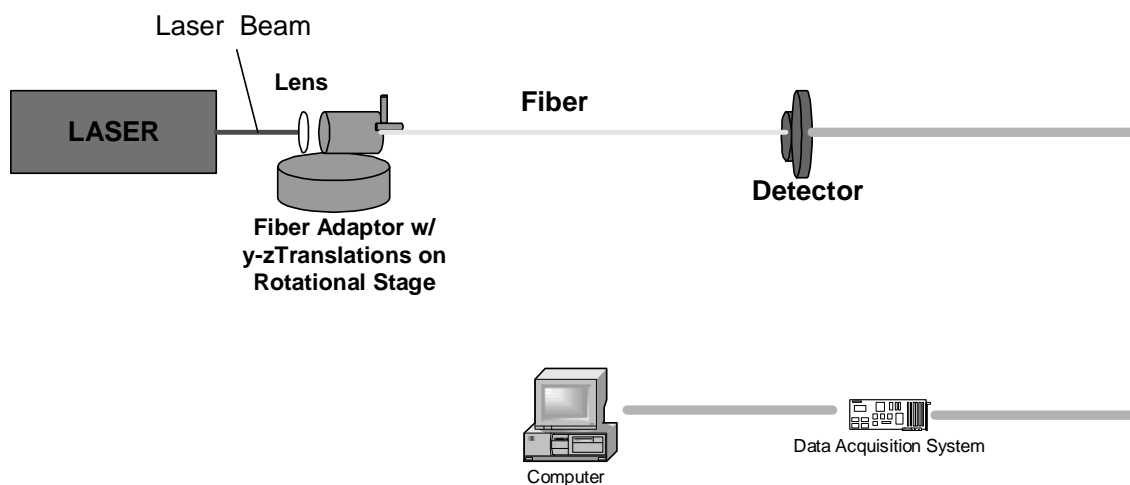 Laser Beam
Lens
LASER
Fiber
Detector
Fiber Adaptor w/
y-zTranslations on
Rotational Stage
Data Acquisition System
Computer